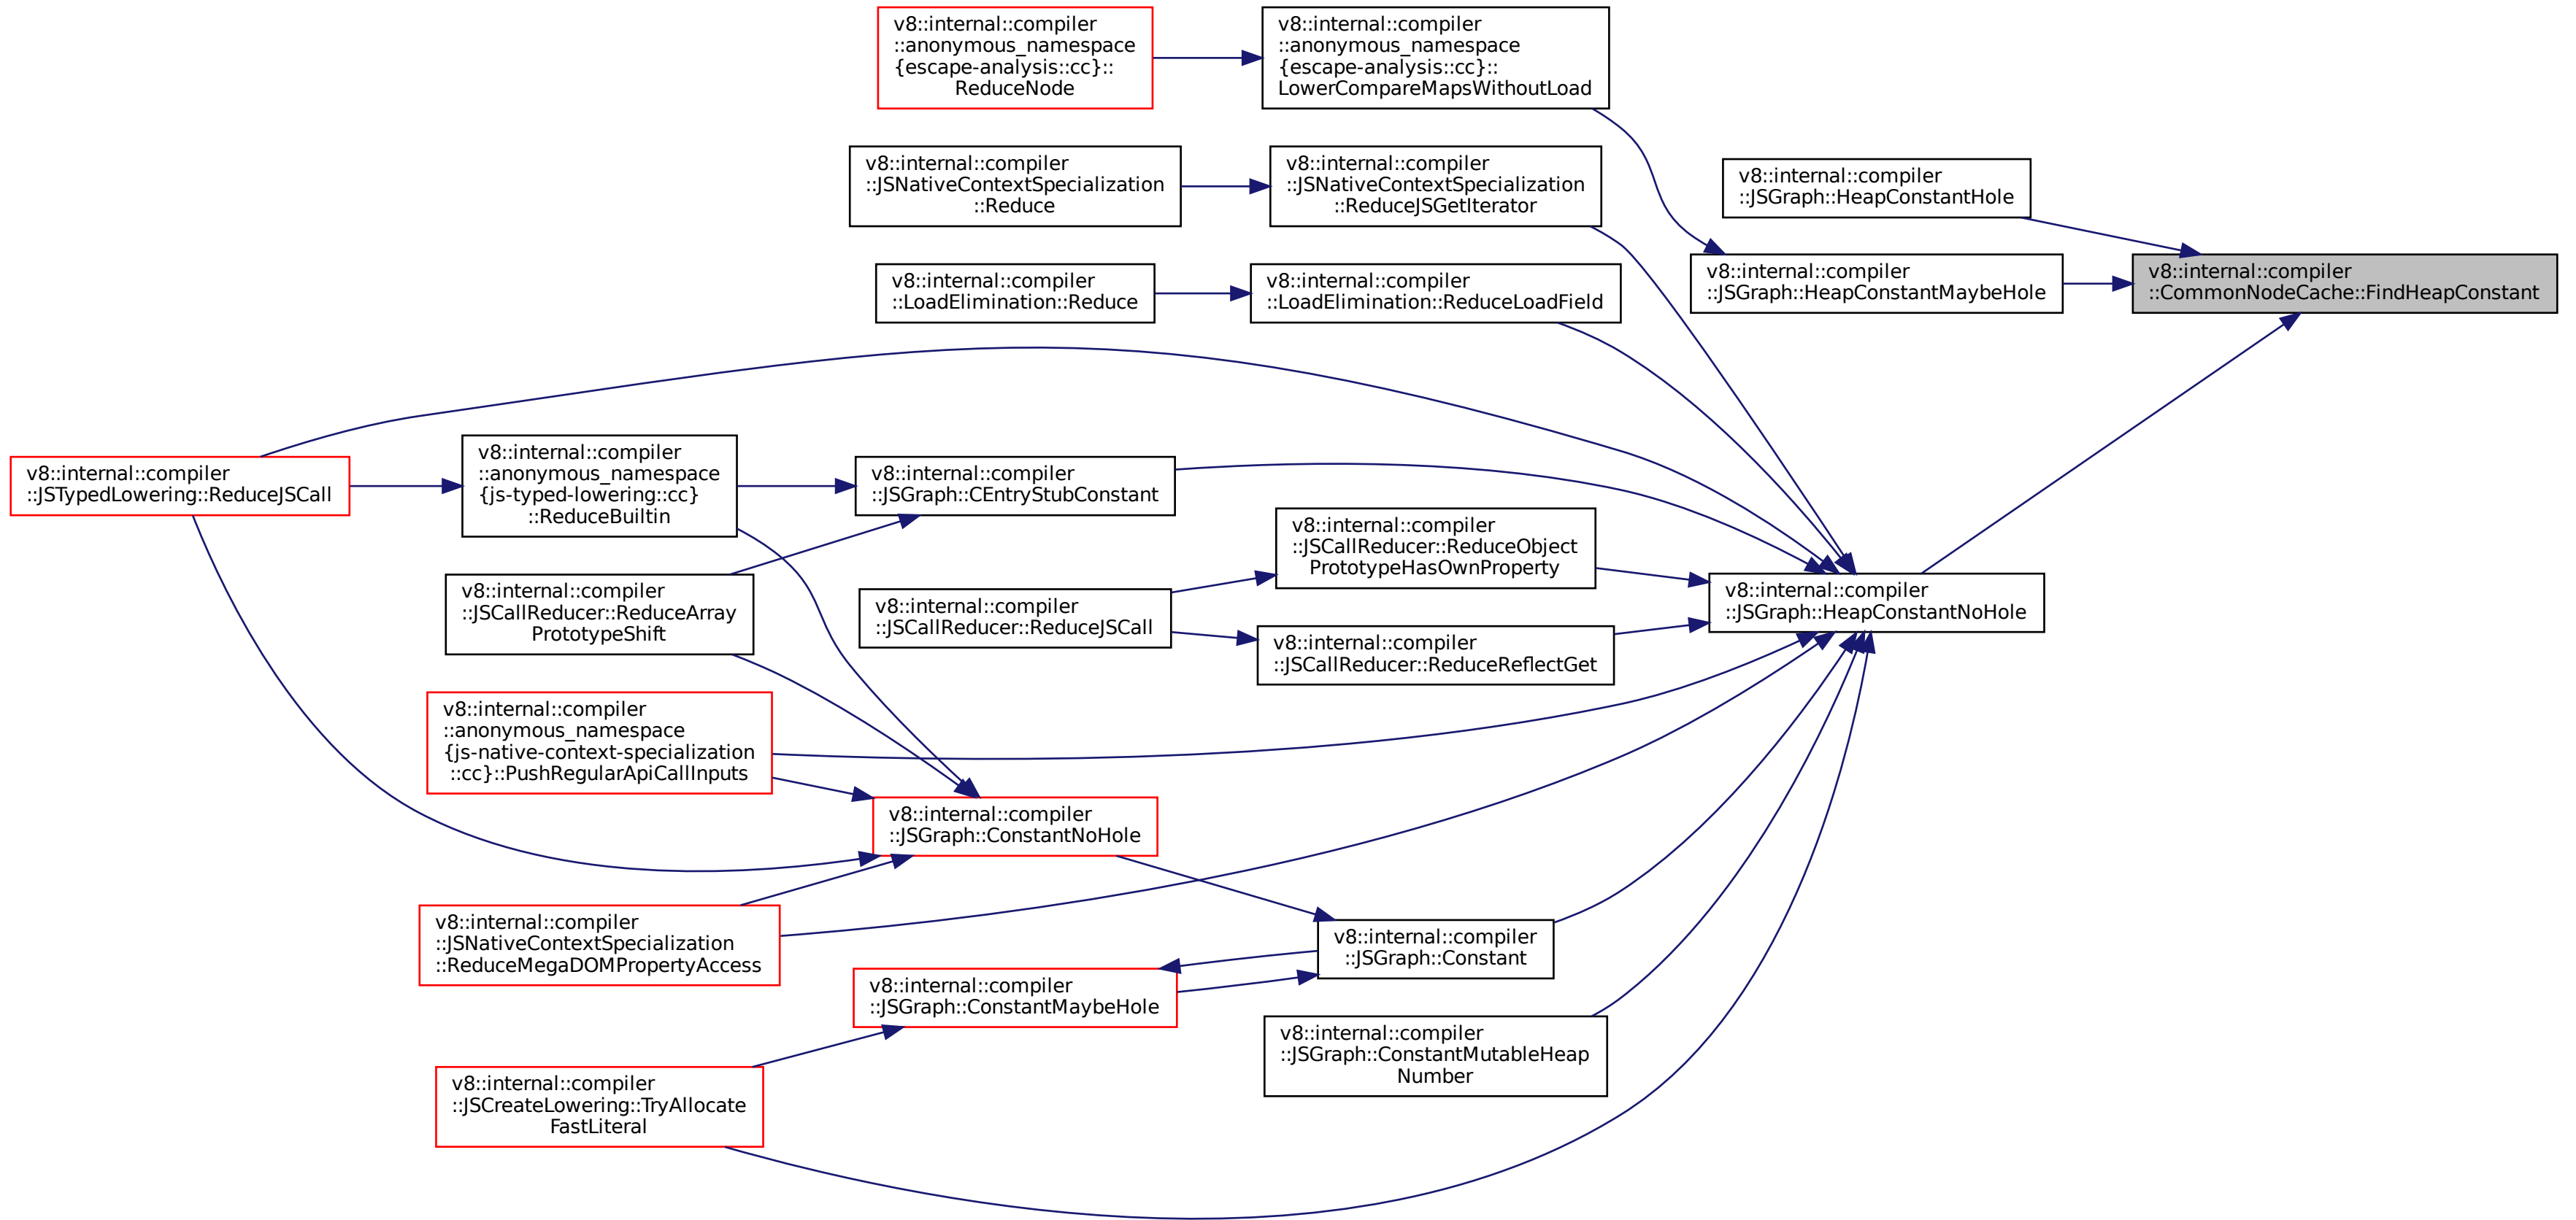 v8::internal::compiler
::anonymous_namespace
{escape-analysis::cc}::
ReduceNode
v8::internal::compiler
::anonymous_namespace
{escape-analysis::cc}::
LowerCompareMapsWithoutLoad
v8::internal::compiler
::JSNativeContextSpecialization
::Reduce
v8::internal::compiler
::JSNativeContextSpecialization
::ReduceJSGetIterator
v8::internal::compiler
::JSGraph::HeapConstantHole
v8::internal::compiler
::LoadElimination::Reduce
v8::internal::compiler
::LoadElimination::ReduceLoadField
v8::internal::compiler
::JSGraph::HeapConstantMaybeHole
v8::internal::compiler
::CommonNodeCache::FindHeapConstant
v8::internal::compiler
::JSTypedLowering::ReduceJSCall
v8::internal::compiler
::anonymous_namespace
{js-typed-lowering::cc}
::ReduceBuiltin
v8::internal::compiler
::JSGraph::CEntryStubConstant
v8::internal::compiler
::JSCallReducer::ReduceObject
PrototypeHasOwnProperty
v8::internal::compiler
::JSCallReducer::ReduceArray
PrototypeShift
v8::internal::compiler
::JSCallReducer::ReduceJSCall
v8::internal::compiler
::JSCallReducer::ReduceReflectGet
v8::internal::compiler
::JSGraph::HeapConstantNoHole
v8::internal::compiler
::anonymous_namespace
{js-native-context-specialization
::cc}::PushRegularApiCallInputs
v8::internal::compiler
::JSGraph::ConstantNoHole
v8::internal::compiler
::JSNativeContextSpecialization
::ReduceMegaDOMPropertyAccess
v8::internal::compiler
::JSGraph::Constant
v8::internal::compiler
::JSGraph::ConstantMaybeHole
v8::internal::compiler
::JSGraph::ConstantMutableHeap
Number
v8::internal::compiler
::JSCreateLowering::TryAllocate
FastLiteral